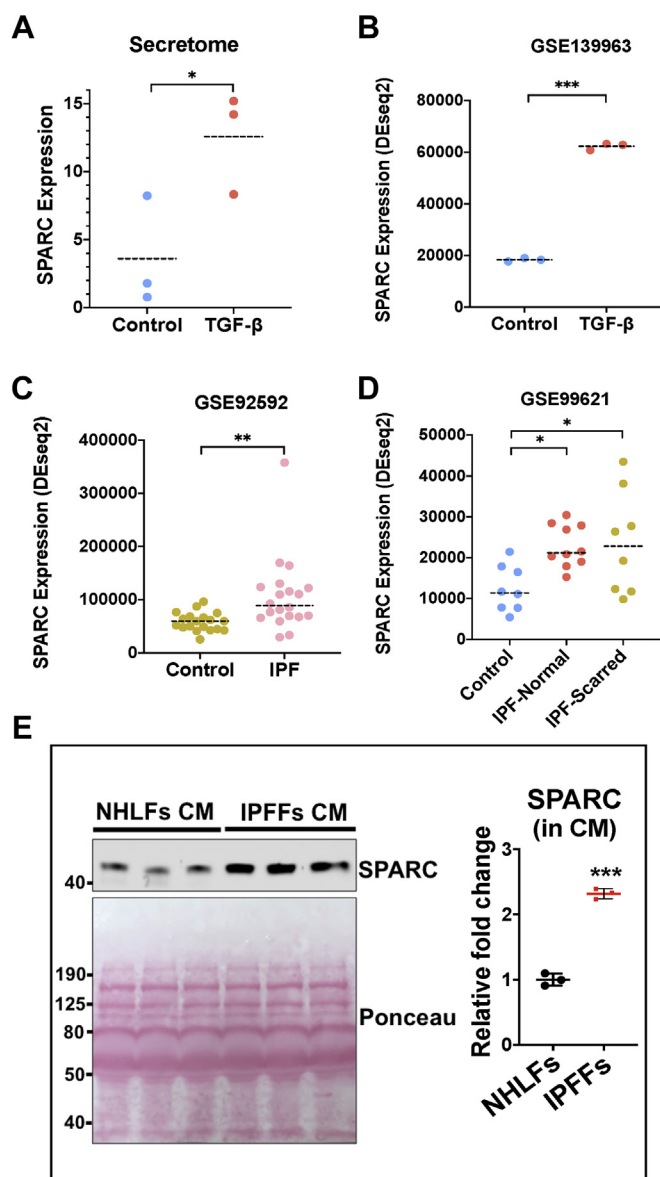 A
Secretome
*
SPARC Expression
15
10
5
0
Control
TGF-β
B
GSE139963
***
SPARC Expression (DEseq2)
80000
60000
40000
20000
0
Control
TGF-β
C
GSE92592
**
SPARC Expression (DEseq2)
400000
300000
200000
100000
0
Control
IPF
D
GSE99621
*
*
SPARC Expression (DEseq2)
50000
40000
30000
20000
10000
0
Control
IPF-Normal
IPF-Scarred
E
NHLFs CM
IPFFs CM
40
SPARC
190
125
80
50
40
Ponceau
SPARC
(in CM)
Relative fold change
3
2
1
0
***
NHLFs
IPFFs